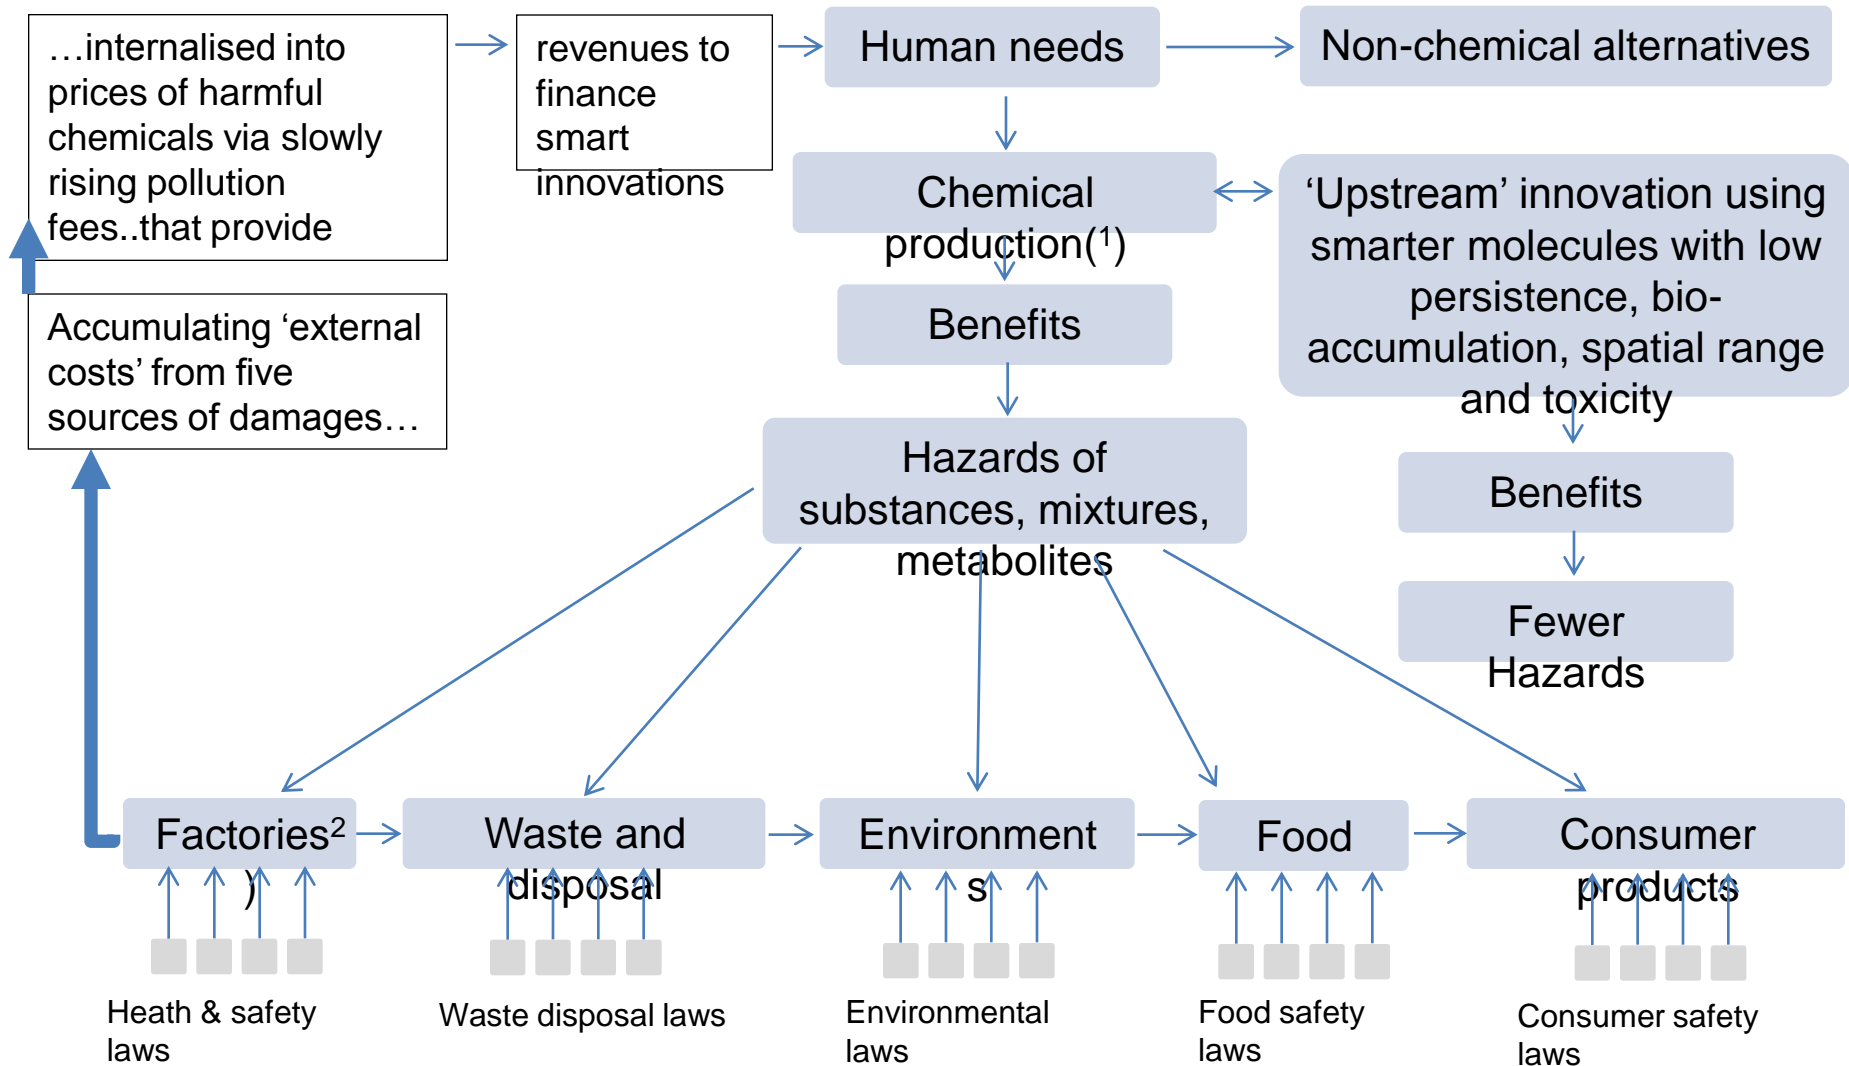 …internalised into
prices of harmful
chemicals via slowly
rising pollution
fees..that provide
revenues to
finance
smart
innovations
Human needs
Non-chemical alternatives
Chemical
production(¹)
‘Upstream’ innovation using
smarter molecules with low
persistence, bio-
accumulation, spatial range
and toxicity
Accumulating ‘external
costs’ from five
sources of damages…
Benefits
Hazards of
substances, mixtures,
metabolites
Benefits
Fewer
Hazards
Factories²
)
Waste and
disposal
Environment
s
Food
Consumer
products
Heath & safety
laws
Waste disposal laws
Environmental
laws
Food safety
laws
Consumer safety
laws